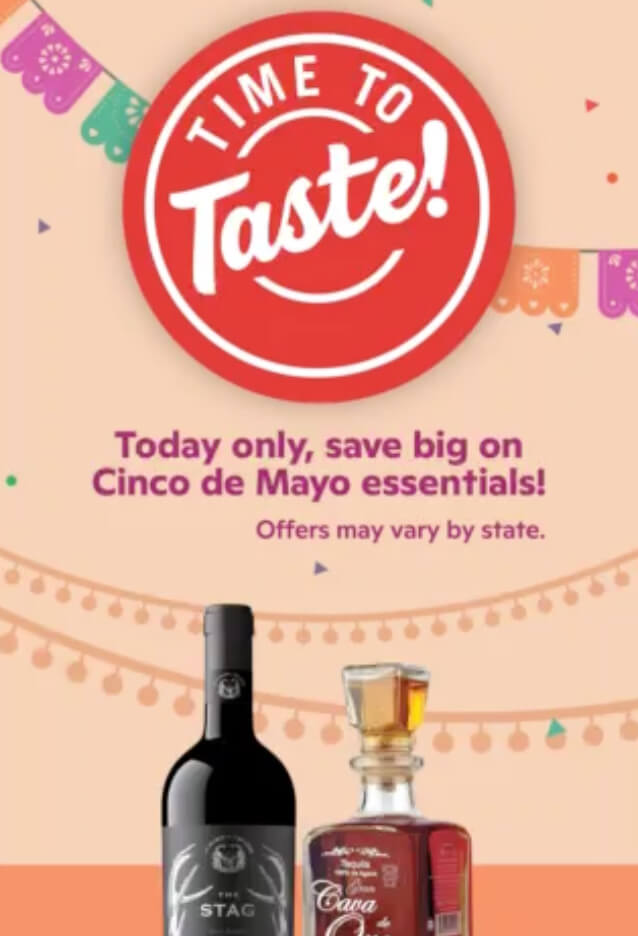 TIME TO
Taste!
Today only, save big on
Cinco de Mayo essentials!
Offers may vary by state.
THE
STAG
Tequila
Gran
Cava
de